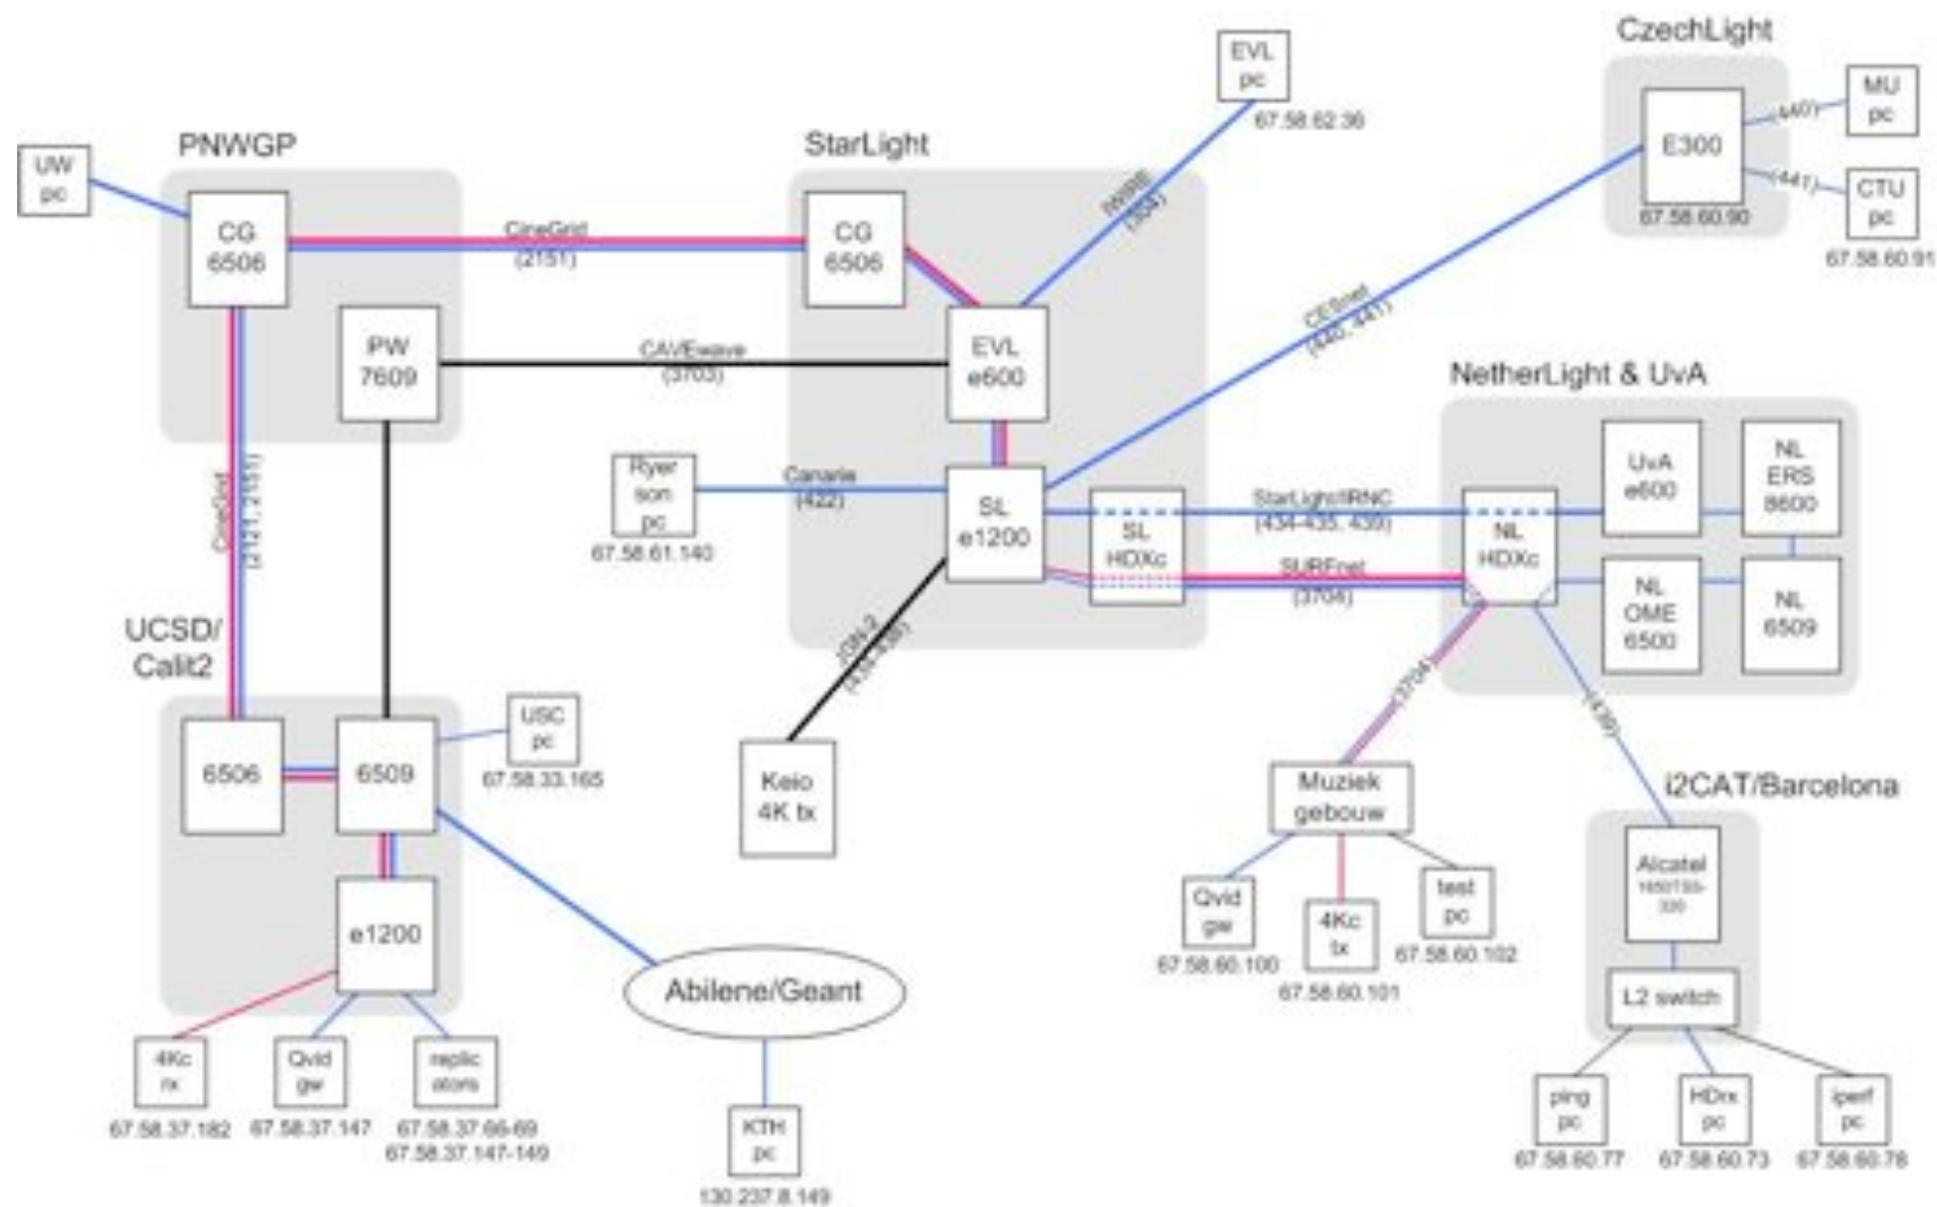 CzechLight
EVL
pc
67.58.62.36
MU
pc
(440)
E300
(441)
CTU
pc
67.58.60.90
67.58.60.91
PNWGP
StarLight
UW
pc
CG
6506
CineGrid
(2151)
CG
6506
IWIRE
(304)
PW
7609
CAVEwave
(3703)
EVL
e600
CESnet
(440, 441)
NetherLight & UvA
CineGrid
(2121, 2151)
Ryer
son
pc
67.58.61.140
Canarie
(422)
SL
e1200
SL
HDXc
StarLight/IRNC
(434-435, 439)
SURFnet
(3704)
NL
HDXc
UvA
e600
NL
ERS
8600
NL
OME
6500
NL
6509
JGN-2
(3704)
(439)
UCSD/
Calit2
6506
6509
USC
pc
67.58.33.165
Keio
4K tx
Muziek
gebouw
i2CAT/Barcelona
e1200
Abilene/Geant
Qvid
gw
67.58.60.100
4Kc
tx
67.58.60.101
test
pc
67.58.60.102
Alcatel
L2 switch
4Kc
rx
67.58.37.182
Qvid
gw
67.58.37.147
replic
ators
67.58.37.66-69
67.58.37.147-149
KTH
pc
130.237.8.149
ping
pc
67.58.60.77
HDrx
pc
67.58.60.73
iperf
pc
67.58.60.78